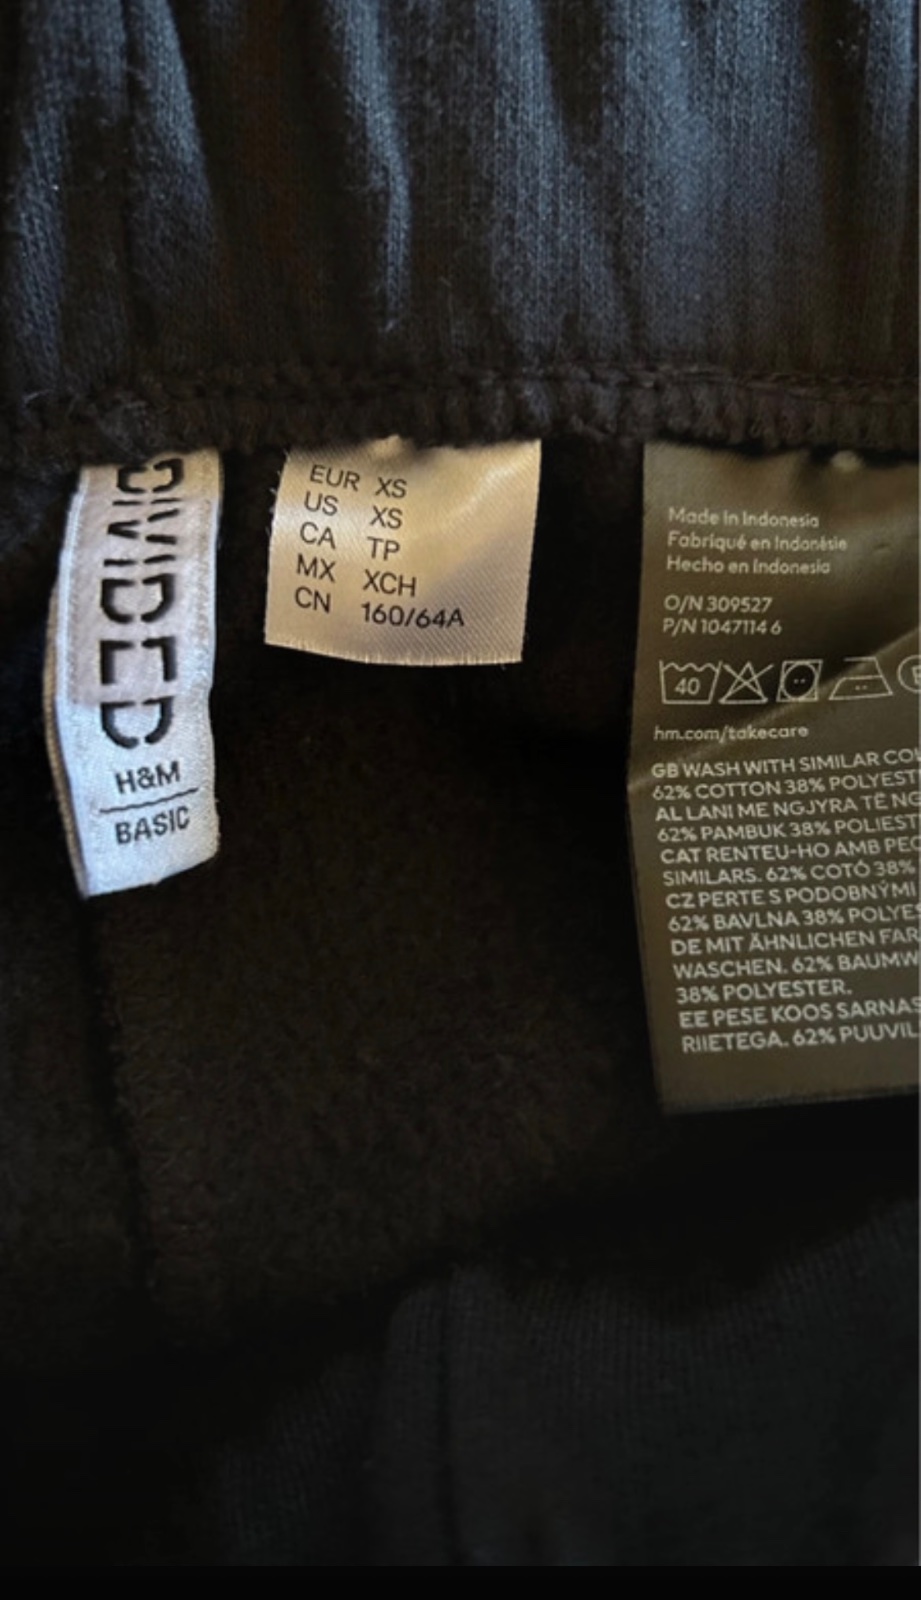 DIVIDED
H&M
BASIC
EUR XS
US XS
CA TP
MX XCH
CN 160/64A
Made in Indonesia
Fabriqué en Indonésie
Hecho en Indonesia
O/N 309527
P/N 1047114 6
40
hm.com/takecare
GB WASH WITH SIMILAR COL
62% COTTON 38% POLYEST
AL LANI ME NGJYRA TË NG
62% PAMBUK 38% POLIEST
CAT RENTEU-HO AMB PEC
SIMILARS. 62% COTÓ 38%
CZ PERTE S PODOBNÝMI
62% BAVLNA 38% POLYES
DE MIT ÄHNLICHEN FAR
WASCHEN. 62% BAUMW
38% POLYESTER.
EE PESE KOOS SARNAS
RIIETEGA. 62% PUUVIL